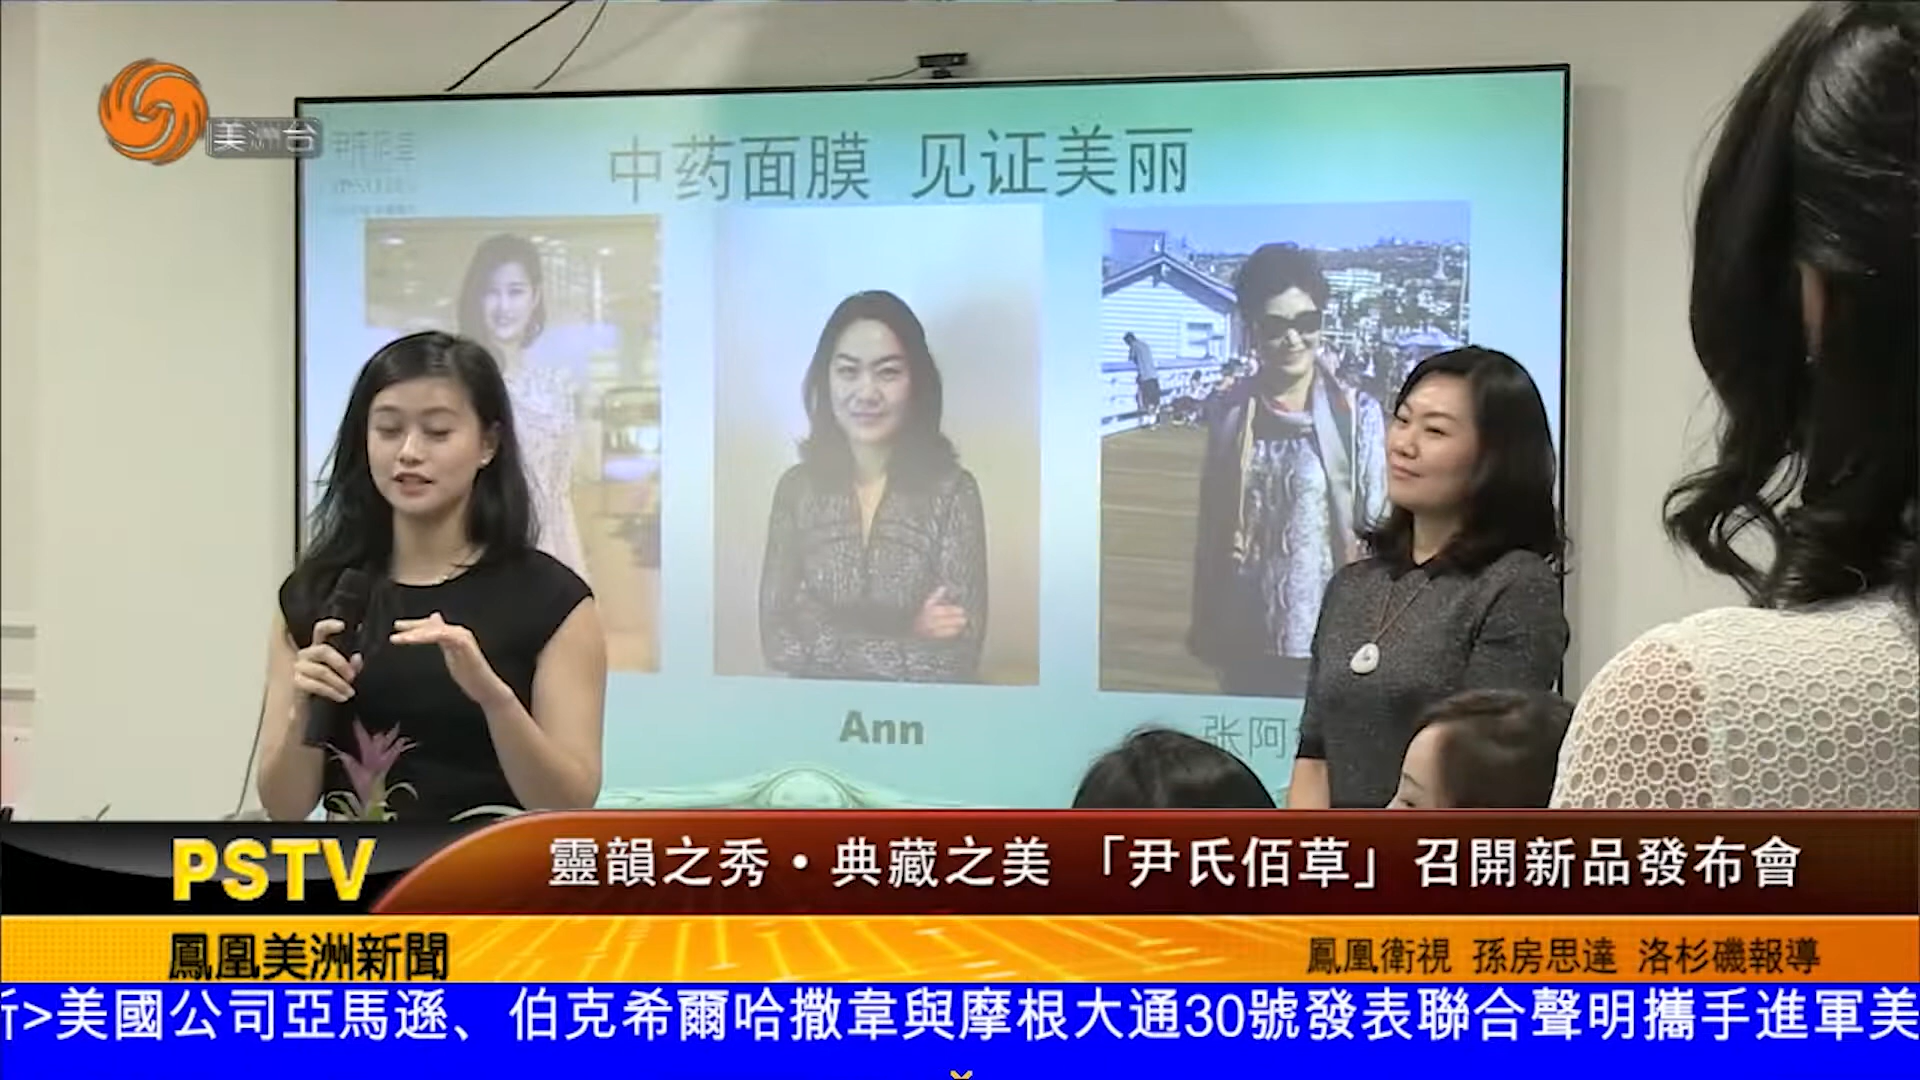 美洲台
中药面膜 见证美丽
Ann
张阿
PSTV
靈韻之秀·典藏之美 「尹氏佰草」召開新品發布會
鳳凰美洲新聞
鳳凰衛視 孫房思達 洛杉磯報導
>美國公司亞馬遜、伯克希爾哈撒韋與摩根大通30號發表聯合聲明攜手進軍美